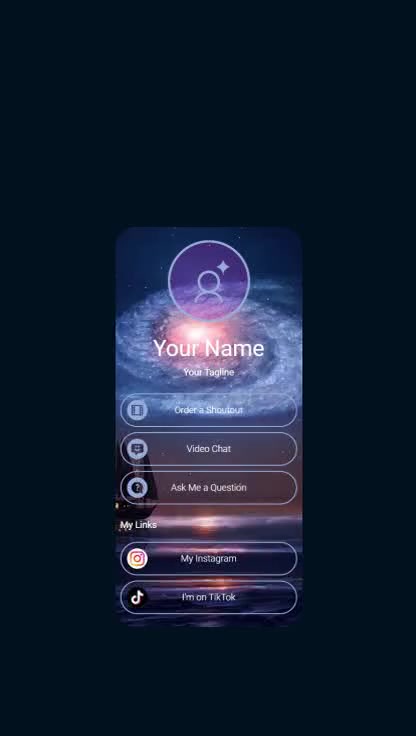 Your Name
Your Tagline
Order a Shoutout
Video Chat
Ask Me a Question
My Links
My Instagram
I'm on TikTok